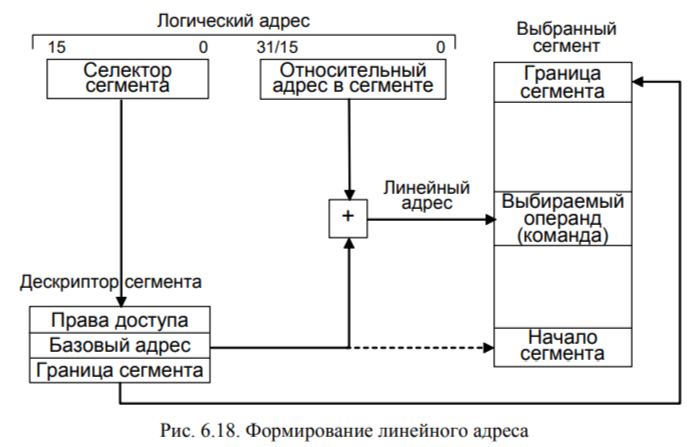 Логический адрес
15 0 31/15 0
Селектор
сегмента
Относительный
адрес в сегменте
Выбранный
сегмент
Граница
сегмента
Линейный
адрес
+
Выбираемый
операнд
(команда)
Дескриптор сегмента
Права доступа
Базовый адрес
Граница сегмента
Начало
сегмента
Рис. 6.18. Формирование линейного адреса